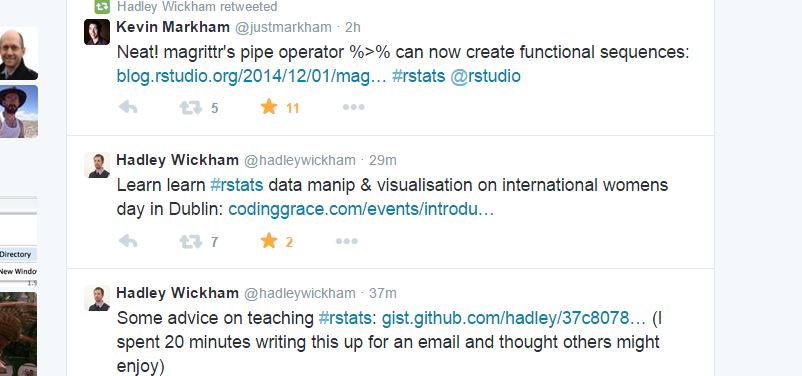 Hadley Wickham retweeted
Kevin Markham @justmarkham · 2h
Neat! magrittr's pipe operator %>% can now create functional sequences:
blog.rstudio.org/2014/12/01/mag… #rstats @rstudio
5 11
Hadley Wickham @hadleywickham · 29m
Learn learn #rstats data manip & visualisation on international womens
day in Dublin: codinggrace.com/events/introdu…
7 2
Directory
New Windo
Hadley Wickham @hadleywickham · 37m
Some advice on teaching #rstats: gist.github.com/hadley/37c8078… (I
spent 20 minutes writing this up for an email and thought others might
enjoy)